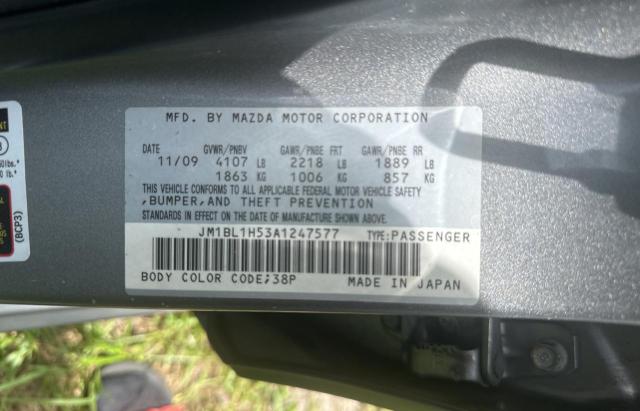 MFD. BY MAZDA MOTOR CORPORATION
DATE GVWR/PNBV GAWR/PNBE FRT GAWR/PNBE RR
11/09 4107 LB 2218 LB 1889 LB
1863 KG 1006 KG 857 KG
THIS VEHICLE CONFORMS TO ALL APPLICABLE FEDERAL MOTOR VEHICLE SAFETY
,BUMPER,AND THEFT PREVENTION
STANDARDS IN EFFECT ON THE DATE OF MANUFACTURE SHOWN ABOVE.
JM1BL1H53A1247577 TYPE:PASSENGER
BODY COLOR CODE;38P MADE IN JAPAN
(BCP3)